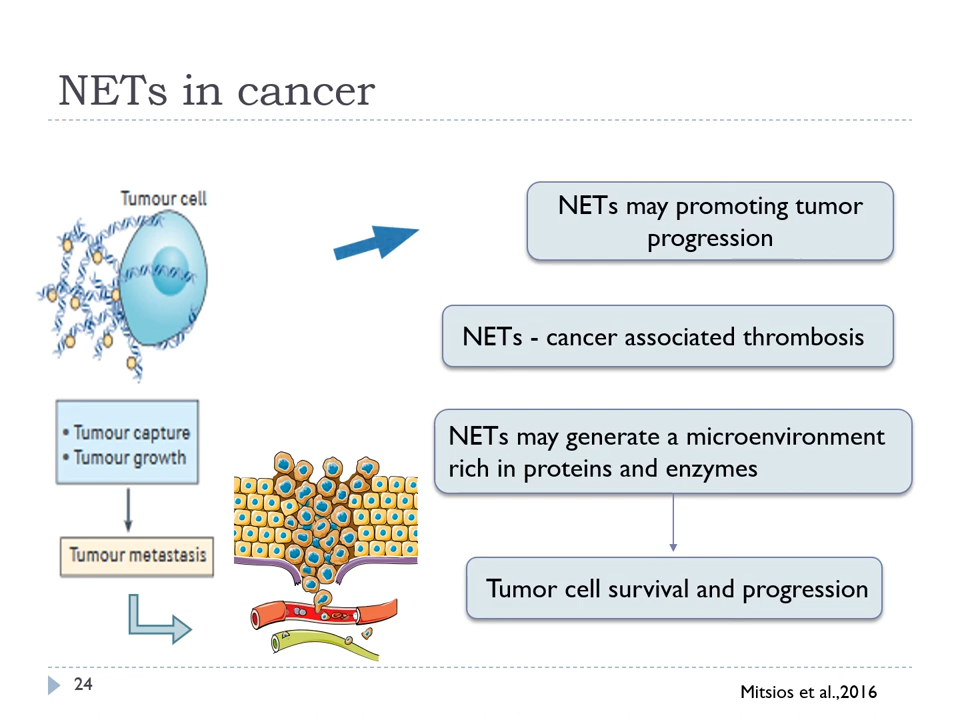 NETs in cancer
Tumour cell
• Tumour capture
• Tumour growth
Tumour metastasis
NETs may promoting tumor
progression
NETs - cancer associated thrombosis
NETs may generate a microenvironment
rich in proteins and enzymes
Tumor cell survival and progression
24
Mitsios et al.,2016